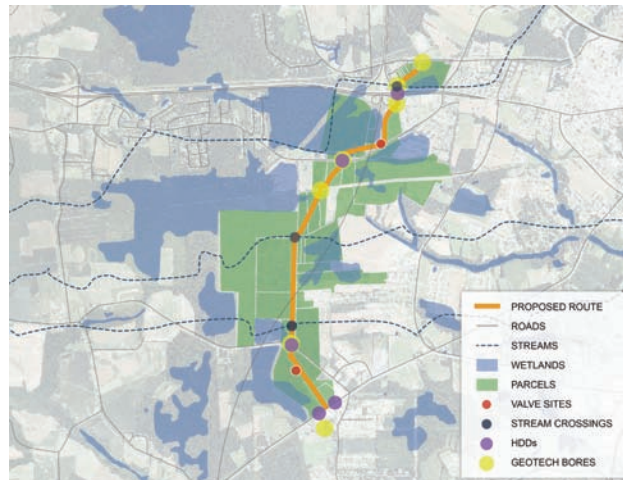 PROPOSED ROUTE
ROADS
STREAMS
WETLANDS
PARCELS
VALVE SITES
STREAM CROSSINGS
HDDs
GEOTECH BORES